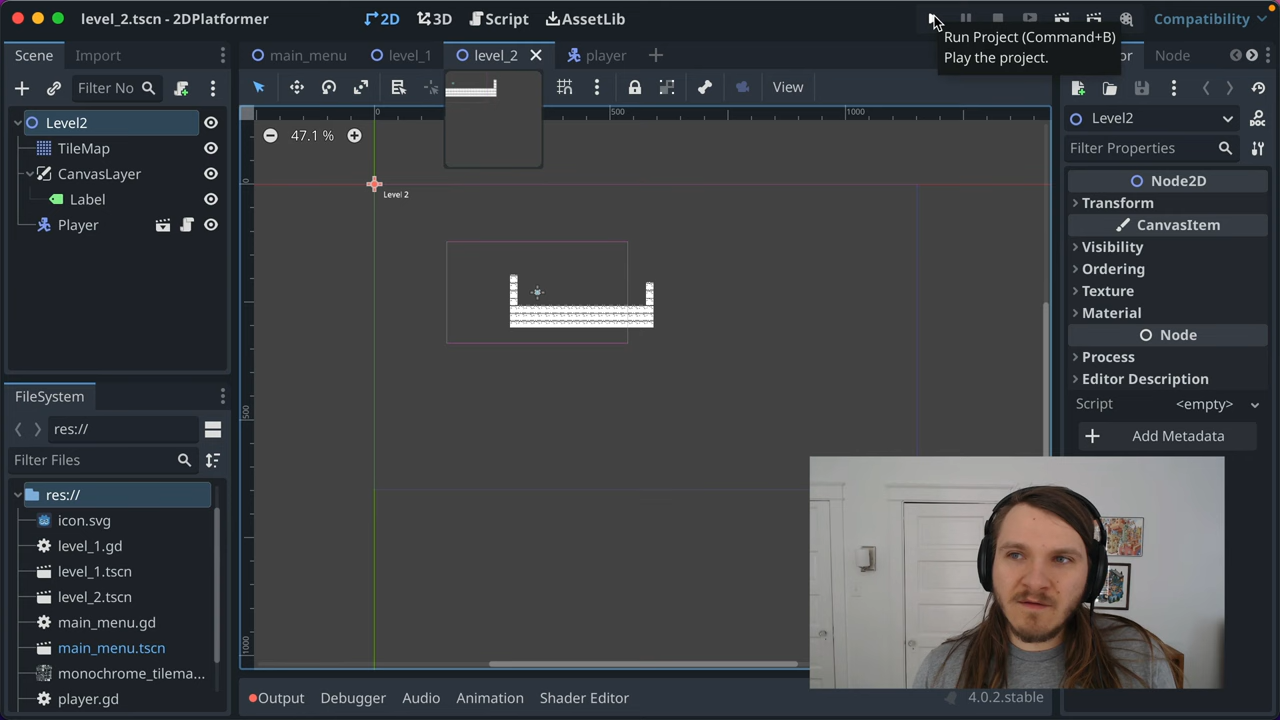 level_2.tscn - 2DPlatformer
2D
3D
Script
AssetLib
Compatibility
Run Project (Command+B)
Play the project.
Scene
Import
main_menu
level_1
level_2
player
Node
Filter No
View
Level2
TileMap
CanvasLayer
Label
Player
47.1 %
0
500
1000
0
500
1000
Level 2
Level2
Filter Properties
Node2D
Transform
CanvasItem
Visibility
Ordering
Texture
Material
Node
Process
Editor Description
Script
<empty>
Add Metadata
FileSystem
res://
Filter Files
res://
icon.svg
level_1.gd
level_1.tscn
level_2.tscn
main_menu.gd
main_menu.tscn
monochrome_tilema...
player.gd
Output
Debugger
Audio
Animation
Shader Editor
4.0.2.stable